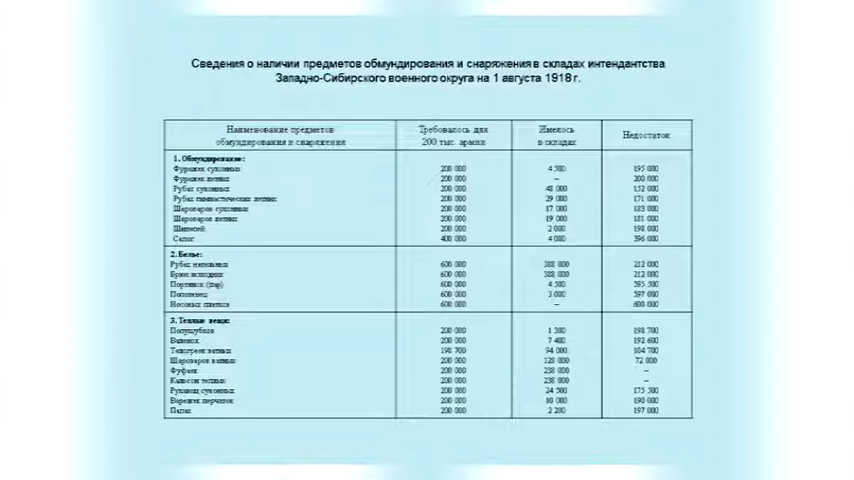 Сведения о наличии предметов обмундирования и снаряжения в складах интендантства
Западно-Сибирского военного округа на 1 августа 1918 г.
Наименование предметов обмундирования и снаряжения Требовалось для 200 тыс. армии Имелось в складах Недостаток
1. Обмундирование:
Фуражек суконных 200 000 4 500 195 000
Фуражек летних 200 000 – 200 000
Рубах суконных 200 000 48 000 152 000
Рубах гимнастических летних 200 000 29 000 171 000
Шароваров суконных 200 000 17 000 183 000
Шароваров летних 200 000 19 000 181 000
Шинелей 200 000 2 000 198 000
Сапог 400 000 4 000 396 000
2. Белье:
Рубах нательных 600 000 388 000 212 000
Брюк исподних 600 000 388 000 212 000
Портянок (пар) 600 000 4 500 595 500
Полотенец 600 000 3 000 597 000
Носовых платков 600 000 – 600 000
3. Теплые вещи:
Полушубков 200 000 1 300 198 700
Валенок 200 000 7 400 192 600
Телогреек ватных 198 700 94 000 104 700
Шароваров ватных 200 000 128 000 72 000
Фуфаек 200 000 238 000 –
Кальсон теплых 200 000 238 000 –
Рукавиц суконных 200 000 24 500 175 500
Варежек перчаток 200 000 10 000 190 000
Папах 200 000 2 200 197 000